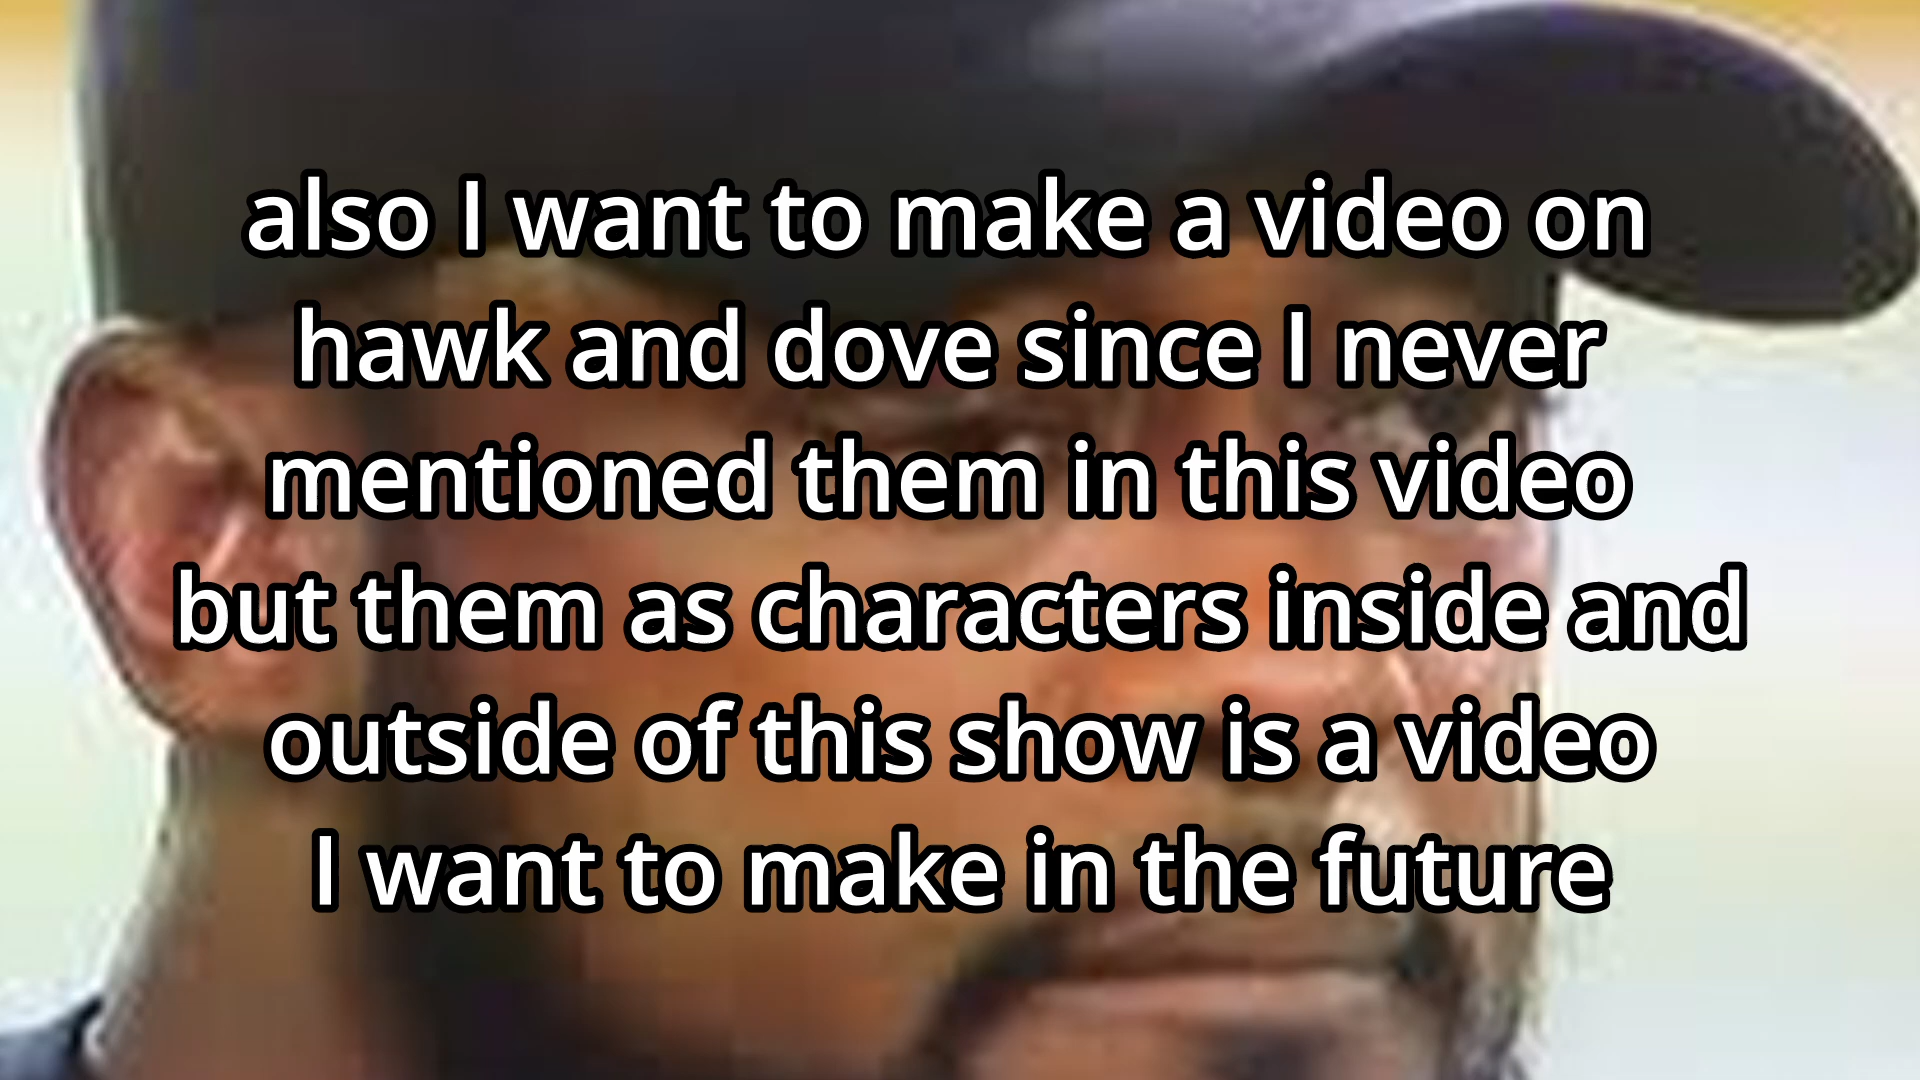 also I want to make a video on
hawk and dove since I never
mentioned them in this video
but them as characters inside and
outside of this show is a video
I want to make in the future